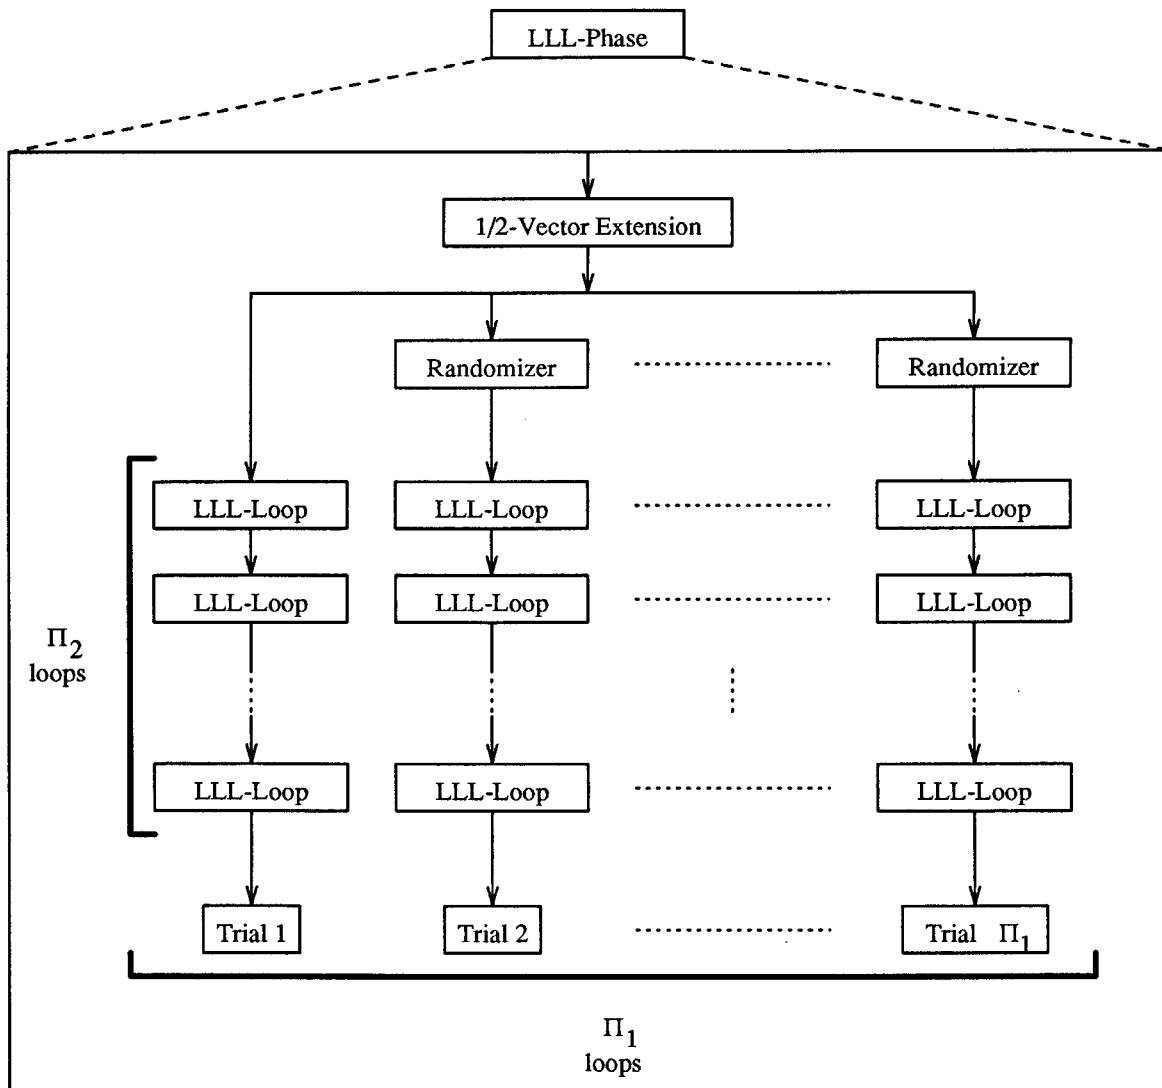 LLL-Phase
1/2-Vector Extension
Randomizer Randomizer
LLL-Loop LLL-Loop LLL-Loop
LLL-Loop LLL-Loop LLL-Loop
Π2
loops
LLL-Loop LLL-Loop LLL-Loop
Trial 1 Trial 2 Trial Π1
Π1
loops